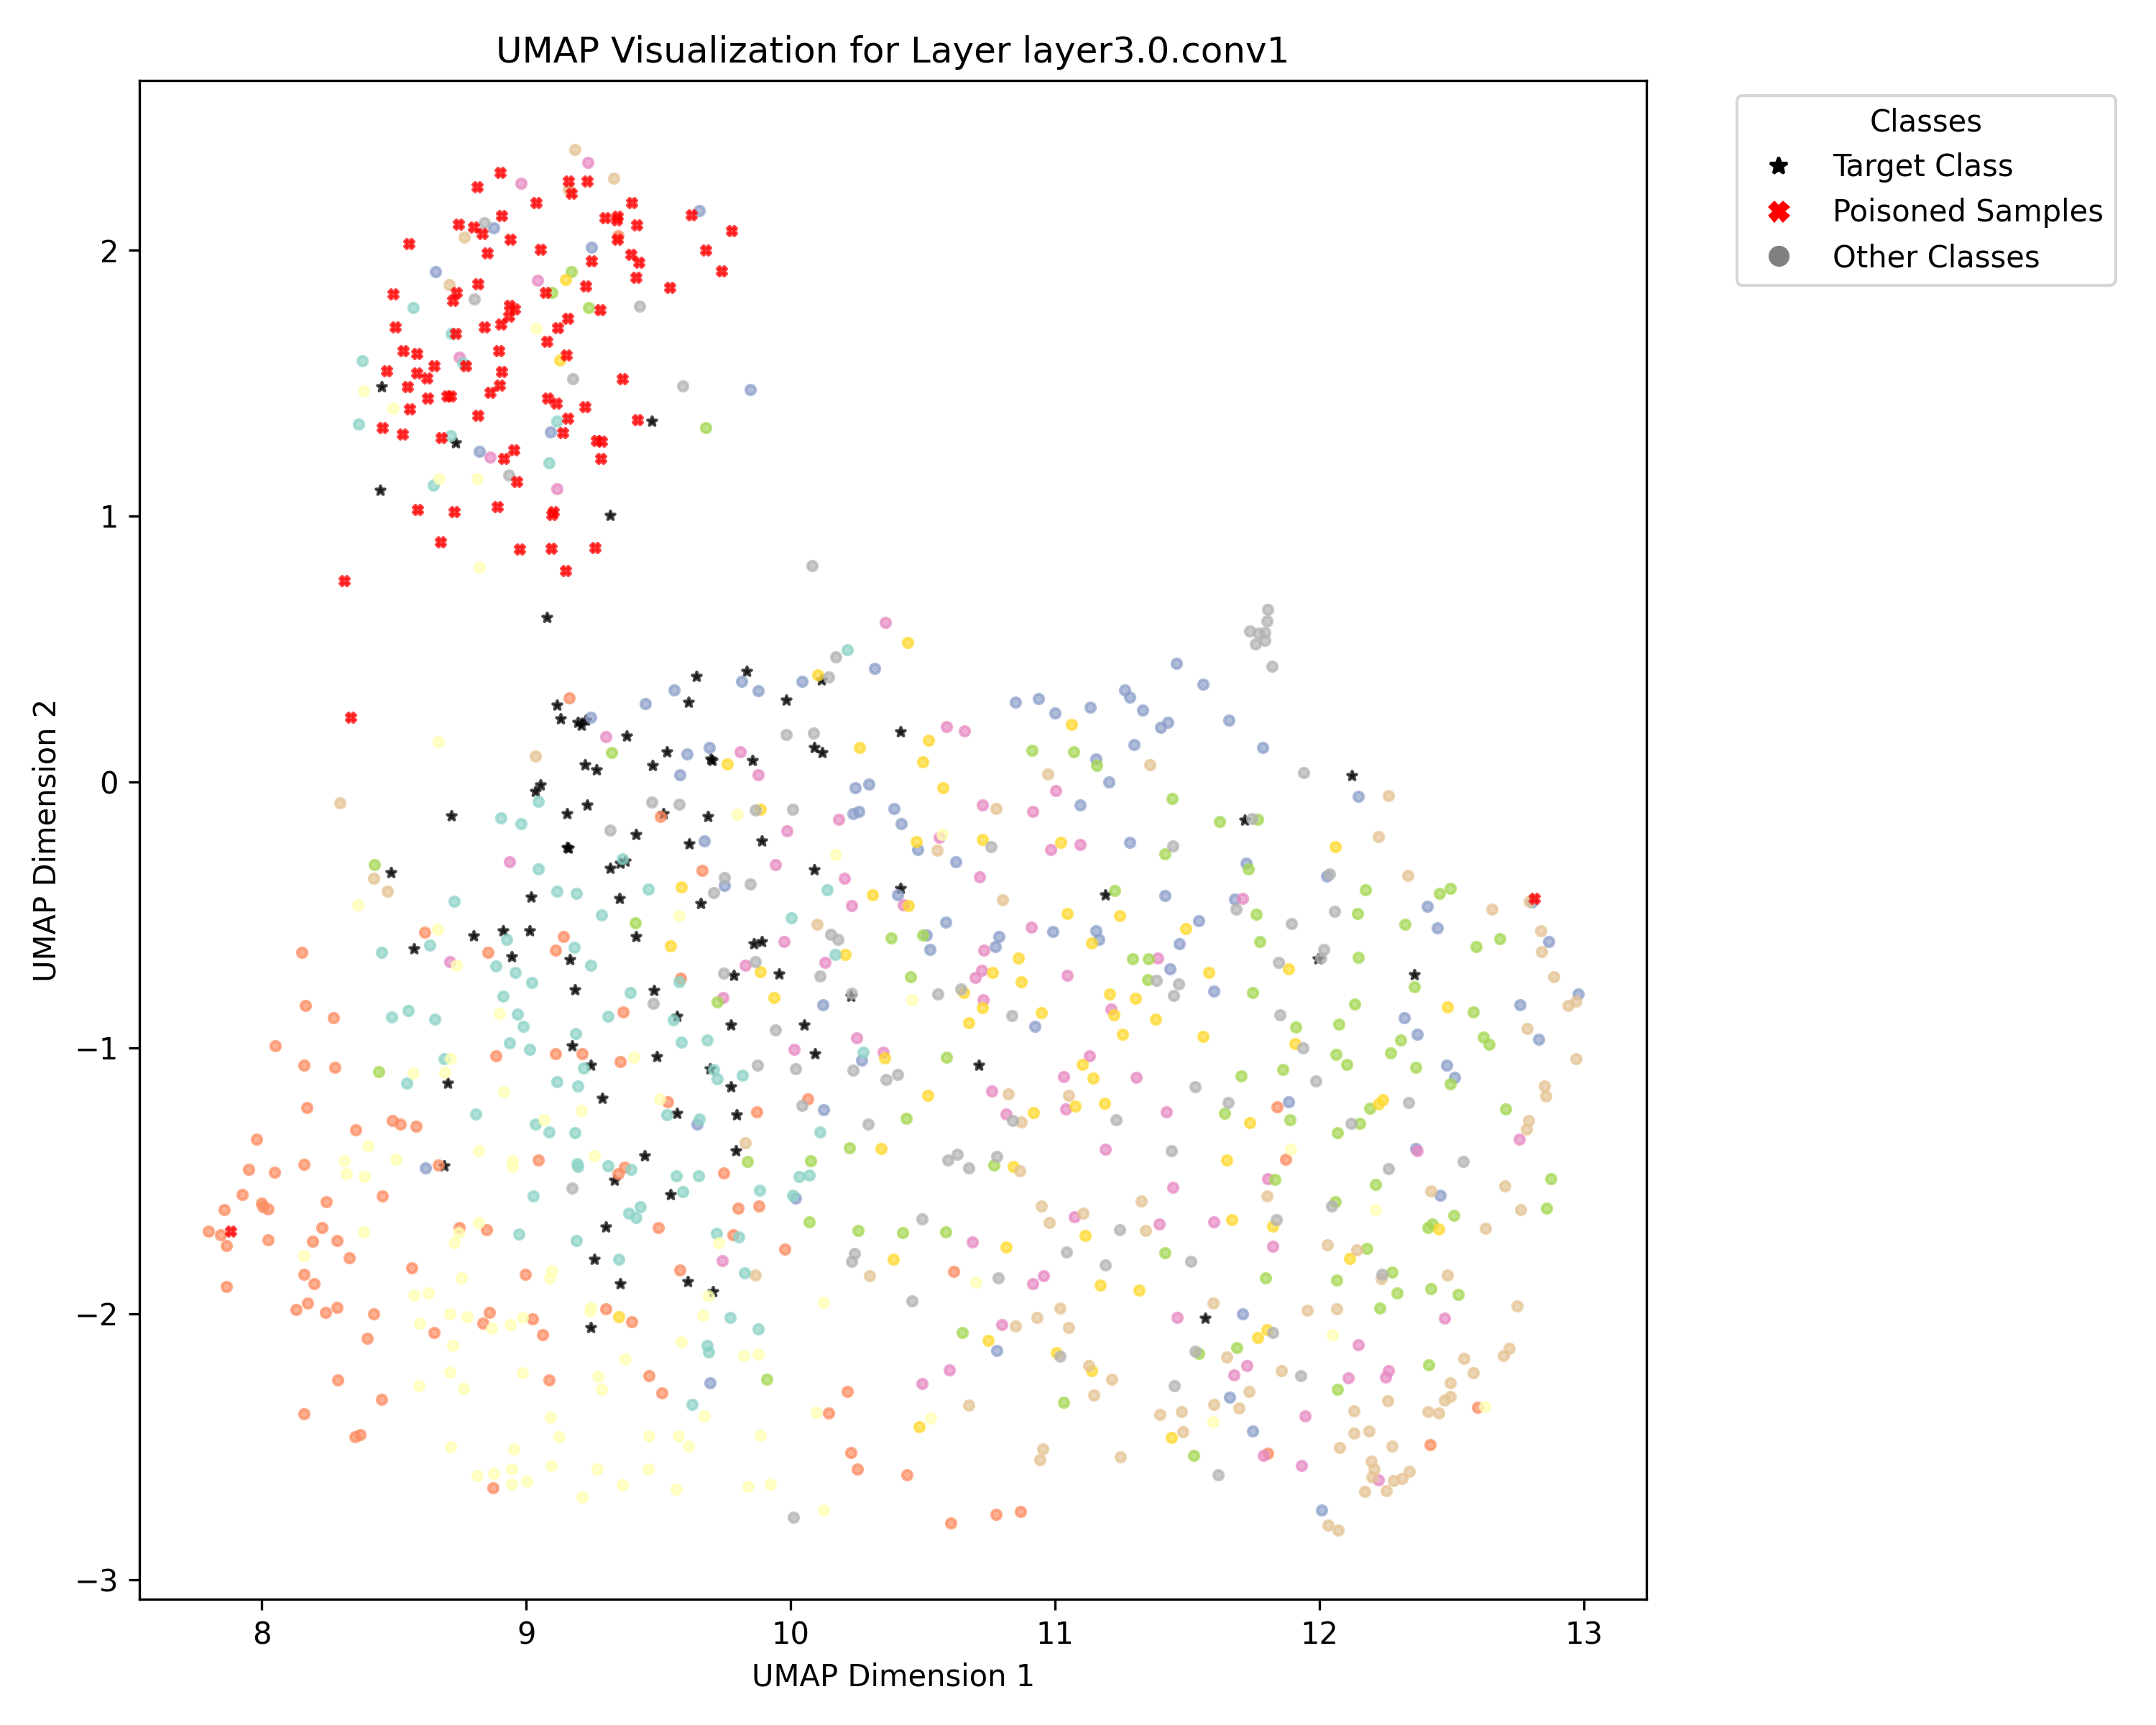 UMAP Visualization for Layer layer3.0.conv1
Classes
Target Class
Poisoned Samples
Other Classes
UMAP Dimension 2
2
1
0
−1
−2
−3
8 9 10 11 12 13
UMAP Dimension 1